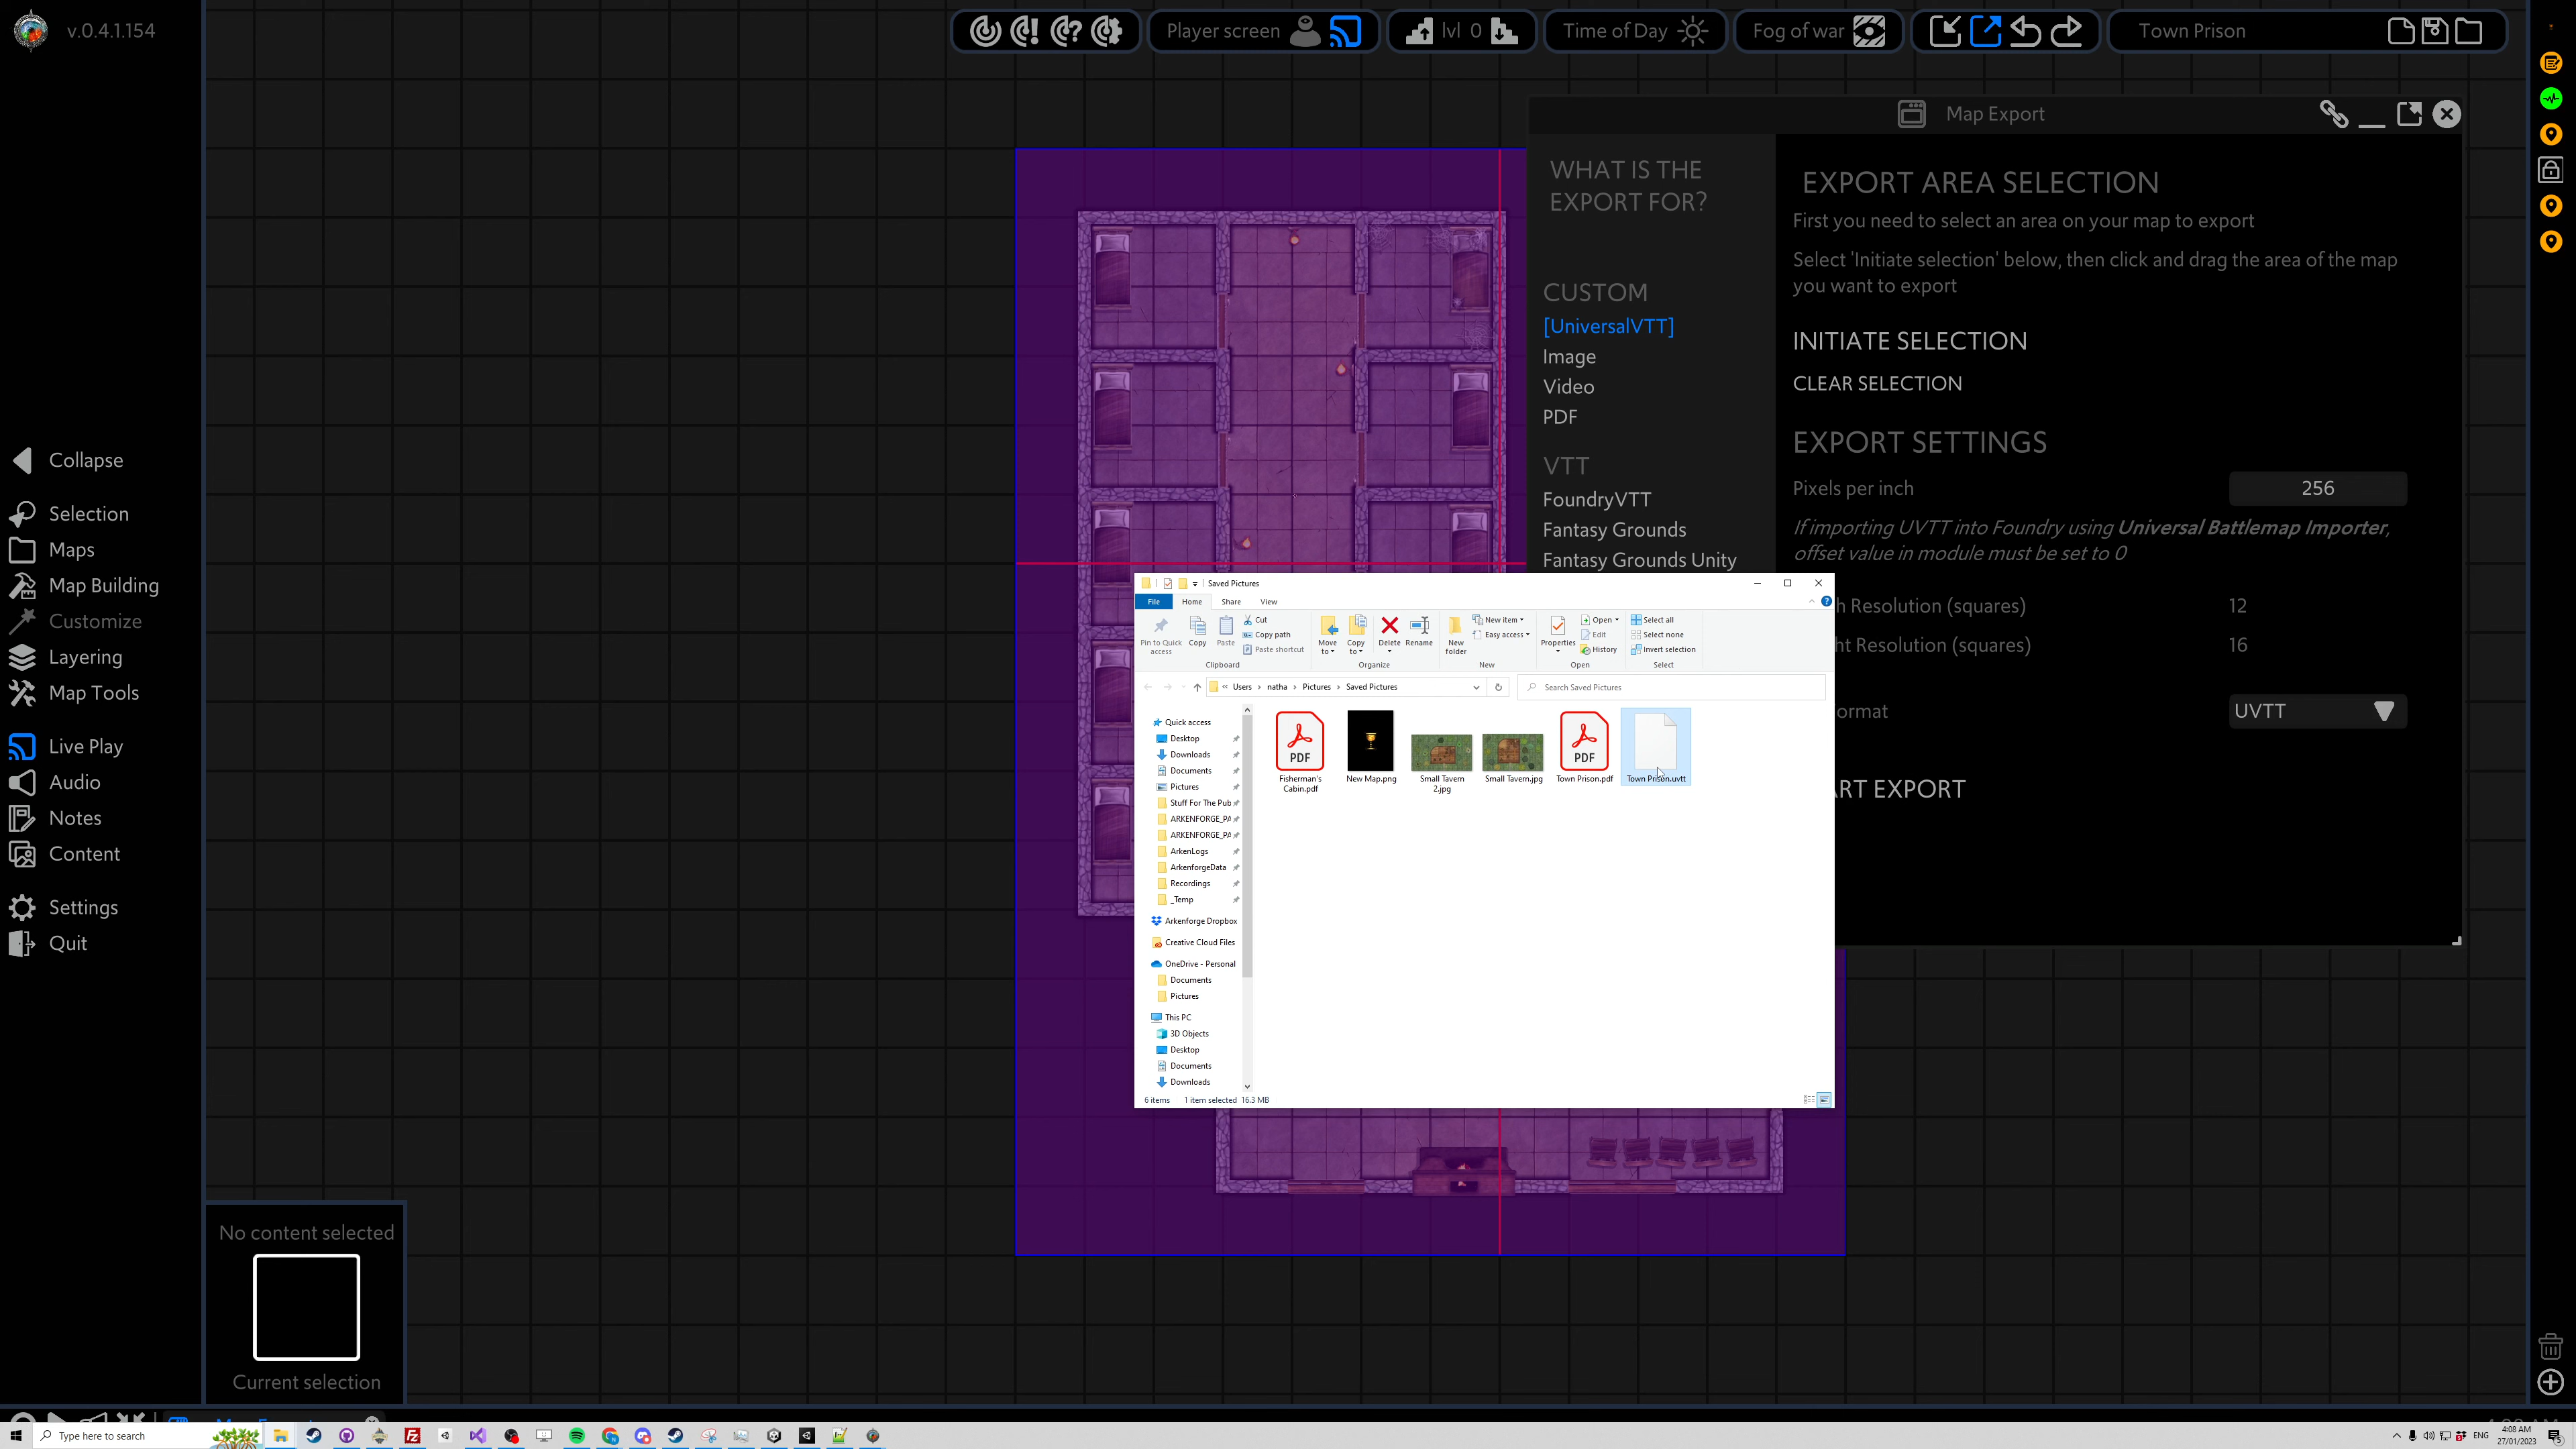 v.0.4.1.154
Player screen
lvl 0
Time of Day
Fog of war
Town Prison
Collapse
Selection
Maps
Map Building
Customize
Layering
Map Tools
Live Play
Audio
Notes
Content
Settings
Quit
No content selected
Current selection
Map Export
WHAT IS THE
EXPORT FOR?
CUSTOM
[UniversalVTT]
Image
Video
PDF
VTT
FoundryVTT
Fantasy Grounds
Fantasy Grounds Unity
EXPORT AREA SELECTION
First you need to select an area on your map to export
Select 'Initiate selection' below, then click and drag the area of the map
you want to export
INITIATE SELECTION
CLEAR SELECTION
EXPORT SETTINGS
Pixels per inch 256
If importing UVTT into Foundry using Universal Battlemap Importer,
offset value in module must be set to 0
h Resolution (squares) 12
ht Resolution (squares) 16
ormat UVTT
RT EXPORT
Saved Pictures
File Home Share View
Pin to Quick
access
Copy
Paste
Cut
Copy path
Paste shortcut
Clipboard
Move
to
Copy
to
Delete
Rename
Organize
New
folder
New item
Easy access
New
Properties
Open
Edit
History
Open
Select all
Select none
Invert selection
Select
« Users > natha > Pictures > Saved Pictures
Search Saved Pictures
Quick access
Desktop
Downloads
Documents
Pictures
Stuff For The Pub
ARKENFORGE_PA
ARKENFORGE_PA
ArkenLogs
ArkenforgeData
Recordings
_Temp
Arkenforge Dropbox
Creative Cloud Files
OneDrive - Personal
Documents
Pictures
This PC
3D Objects
Desktop
Documents
Downloads
PDF
Fisherman's
Cabin.pdf
New Map.png
Small Tavern
2.jpg
Small Tavern.jpg
PDF
Town Prison.pdf
Town Prison.uvtt
6 items 1 item selected 16.3 MB
Type here to search
ENG
4:08 AM
27/01/2023